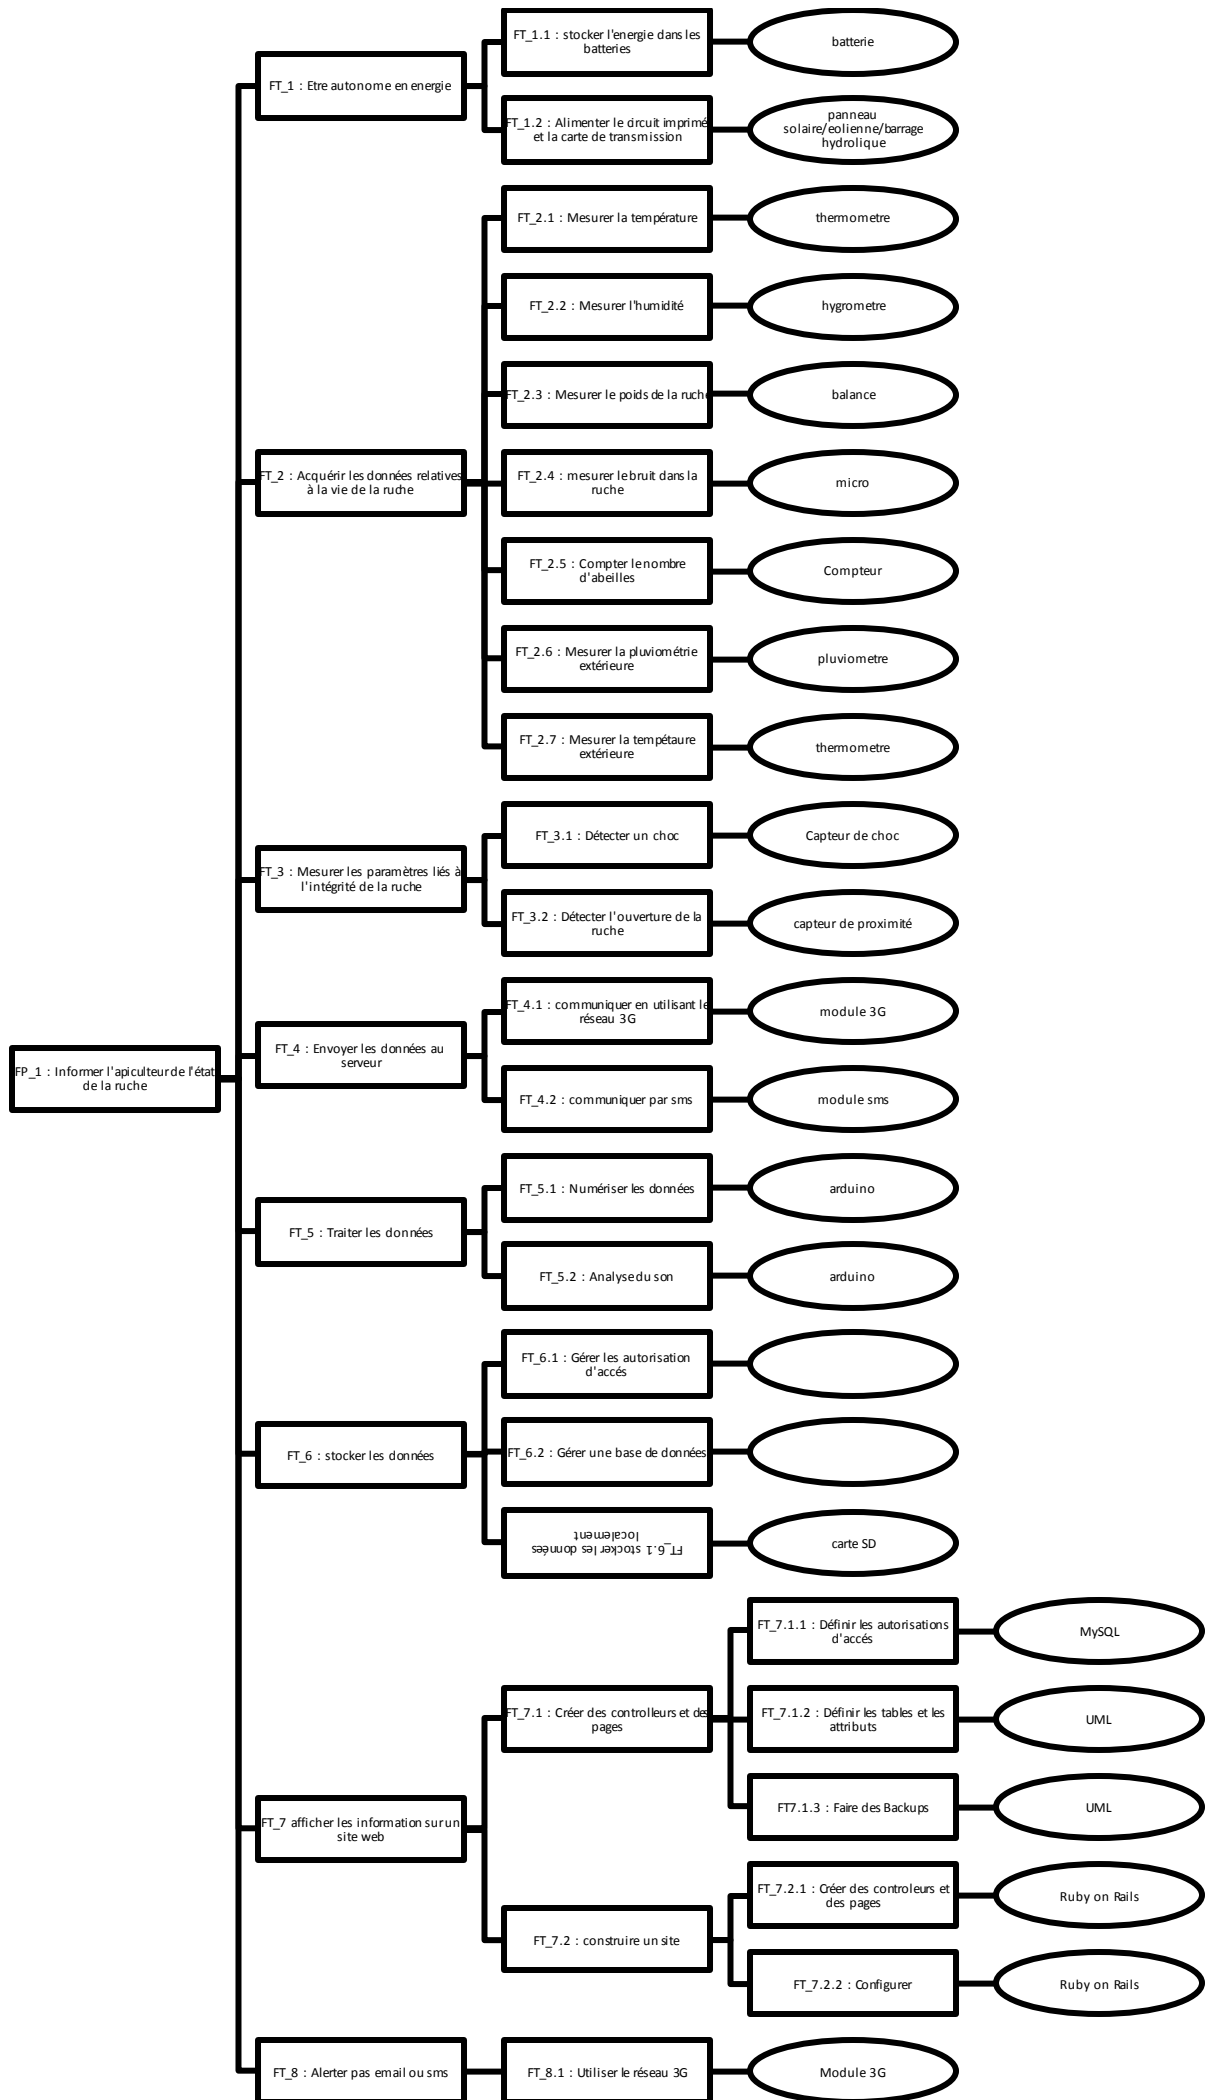 FT_1.1 : stocker l'energie dans les
batteries
batterie
FT_1 : Etre autonome en energie
FT_1.2 : Alimenter le circuit imprimé
et la carte de transmission
panneau
solaire/eolienne/barrage
hydrolique
FT_2.1 : Mesurer la température
thermometre
FT_2.2 : Mesurer l'humidité
hygrometre
FT_2.3 : Mesurer le poids de la ruche
balance
FT_2 : Acquérir les données relatives
à la vie de la ruche
FT_2.4 : mesurer le bruit dans la
ruche
micro
FT_2.5 : Compter le nombre
d'abeilles
Compteur
FT_2.6 : Mesurer la pluviométrie
extérieure
pluviometre
FT_2.7 : Mesurer la tempétaure
extérieure
thermometre
FT_3.1 : Détecter un choc
Capteur de choc
FT_3 : Mesurer les paramètres liés à
l'intégrité de la ruche
FT_3.2 : Détecter l'ouverture de la
ruche
capteur de proximité
FT_4.1 : communiquer en utilisant le
réseau 3G
module 3G
FT_4 : Envoyer les données au
serveur
FP_1 : Informer l'apiculteur de l'état
de la ruche
FT_4.2 : communiquer par sms
module sms
FT_5.1 : Numériser les données
arduino
FT_5 : Traiter les données
FT_5.2 : Analyse du son
arduino
FT_6.1 : Gérer les autorisation
d'accés
FT_6 : stocker les données
FT_6.2 : Gérer une base de données
FT_6.1 stocker les données
localement
carte SD
FT_7.1.1 : Définir les autorisations
d'accés
MySQL
FT_7.1 : Créer des controlleurs et des
pages
FT_7.1.2 : Définir les tables et les
attributs
UML
FT7.1.3 : Faire des Backups
UML
FT_7 afficher les information sur un
site web
FT_7.2.1 : Créer des controleurs et
des pages
Ruby on Rails
FT_7.2 : construire un site
FT_7.2.2 : Configurer
Ruby on Rails
FT_8 : Alerter pas email ou sms
FT_8.1 : Utiliser le réseau 3G
Module 3G